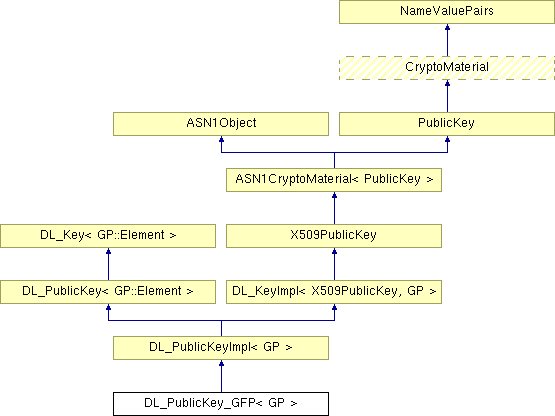 NameValuePairs
CryptoMaterial
ASN1Object
PublicKey
ASN1CryptoMaterial< PublicKey >
DL_Key< GP::Element >
X509PublicKey
DL_PublicKey< GP::Element >
DL_KeyImpl< X509PublicKey, GP >
DL_PublicKeyImpl< GP >
DL_PublicKey_GFP< GP >